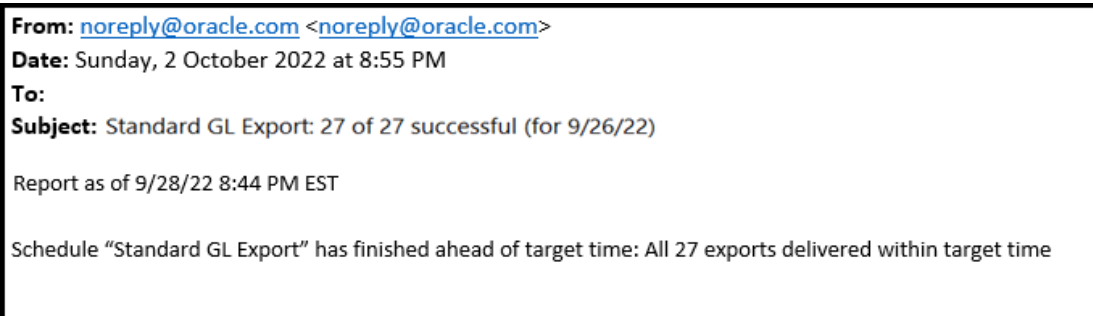 From: noreply@oracle.com <noreply@oracle.com>
Date: Sunday, 2 October 2022 at 8:55 PM
To:
Subject: Standard GL Export: 27 of 27 successful (for 9/26/22)
Report as of 9/28/22 8:44 PM EST
Schedule “Standard GL Export” has finished ahead of target time: All 27 exports delivered within target time